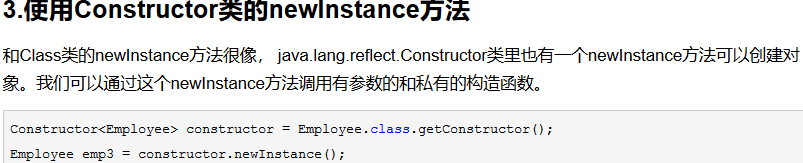 3.使用Constructor类的newInstance方法
和Class类的newInstance方法很像， java.lang.reflect.Constructor类里也有一个newInstance方法可以创建对
象。我们可以通过这个newInstance方法调用有参数的和私有的构造函数。
Constructor<Employee> constructor = Employee.class.getConstructor();
Employee emp3 = constructor.newInstance();